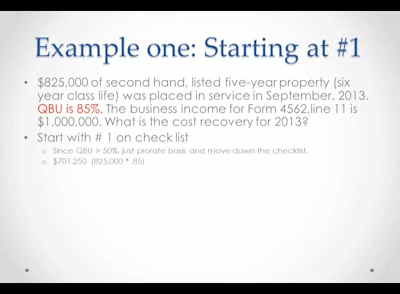 Example one: Starting at #1
• $825,000 of second hand, listed five-year property (six
year class life) was placed in service in September, 2013.
QBU is 85%. The business income for Form 4562,line 11 is
$1,000,000. What is the cost recovery for 2013?
• Start with # 1 on check list
o Since QBU > 50%, just prorate basis and move down the checklist.
o $701,250 (825,000 * .85)